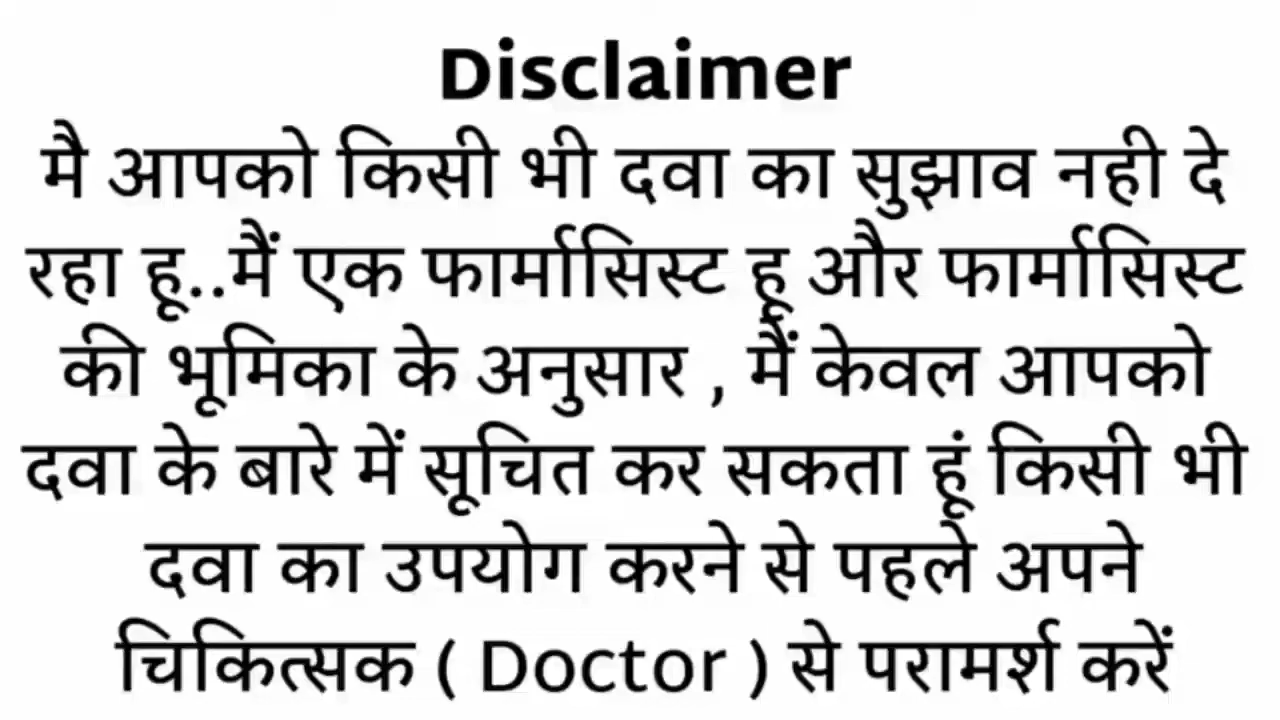 Disclaimer
मै आपको किसी भी दवा का सुझाव नही दे
रहा हू..मैं एक फार्मासिस्ट हू और फार्मासिस्ट
की भूमिका के अनुसार , मैं केवल आपको
दवा के बारे में सूचित कर सकता हूं किसी भी
दवा का उपयोग करने से पहले अपने
चिकित्सक ( Doctor ) से परामर्श करें